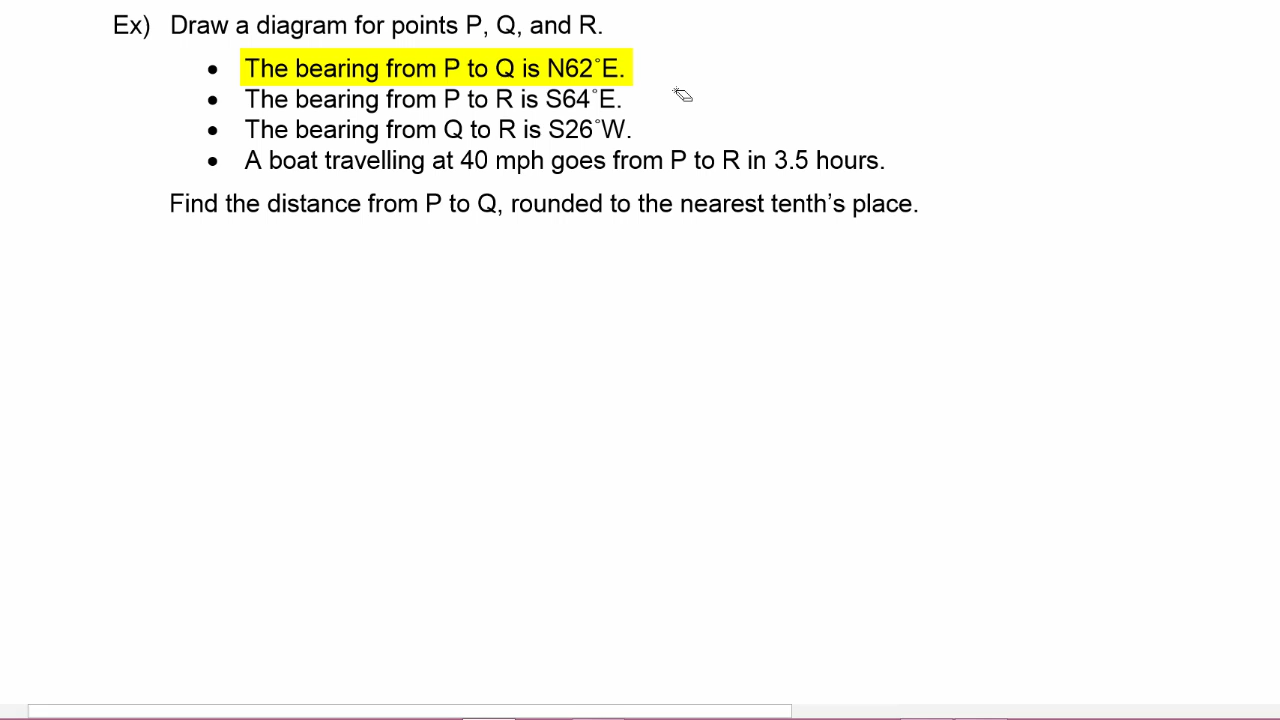 Ex) Draw a diagram for points P, Q, and R.
• The bearing from P to Q is N62˚E.
• The bearing from P to R is S64˚E.
• The bearing from Q to R is S26˚W.
• A boat travelling at 40 mph goes from P to R in 3.5 hours.
Find the distance from P to Q, rounded to the nearest tenth’s place.